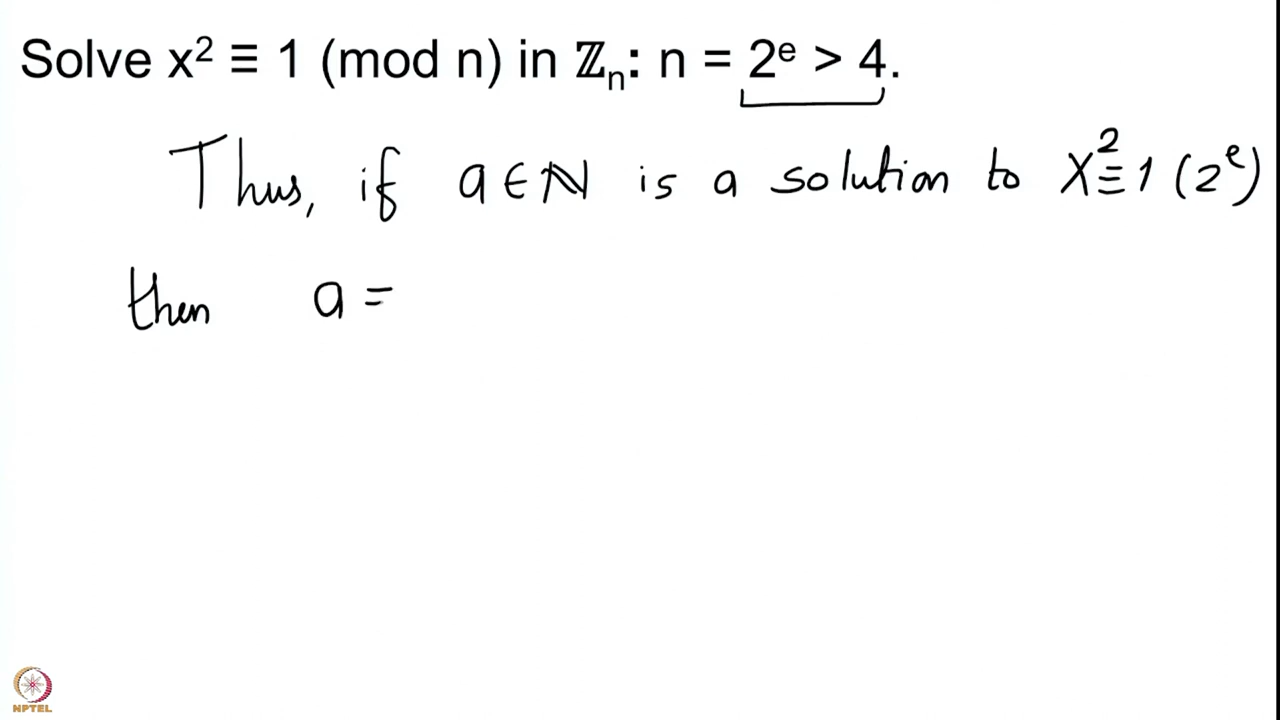 Solve x² ≡ 1 (mod n) in ℤₙ: n = 2ᵉ > 4.
Thus, if a ∈ ℕ is a solution to X² ≡ 1 (2ᵉ)
then a =
NPTEL